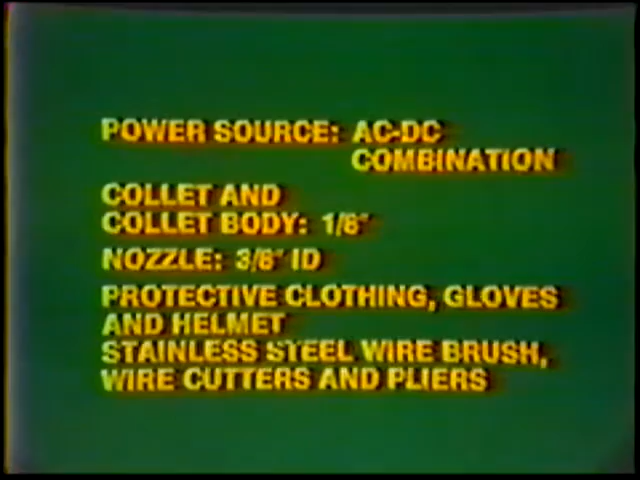 POWER SOURCE: AC-DC
COMBINATION
COLLET AND
COLLET BODY: 1/8"
NOZZLE: 3/8" ID
PROTECTIVE CLOTHING, GLOVES
AND HELMET
STAINLESS STEEL WIRE BRUSH,
WIRE CUTTERS AND PLIERS